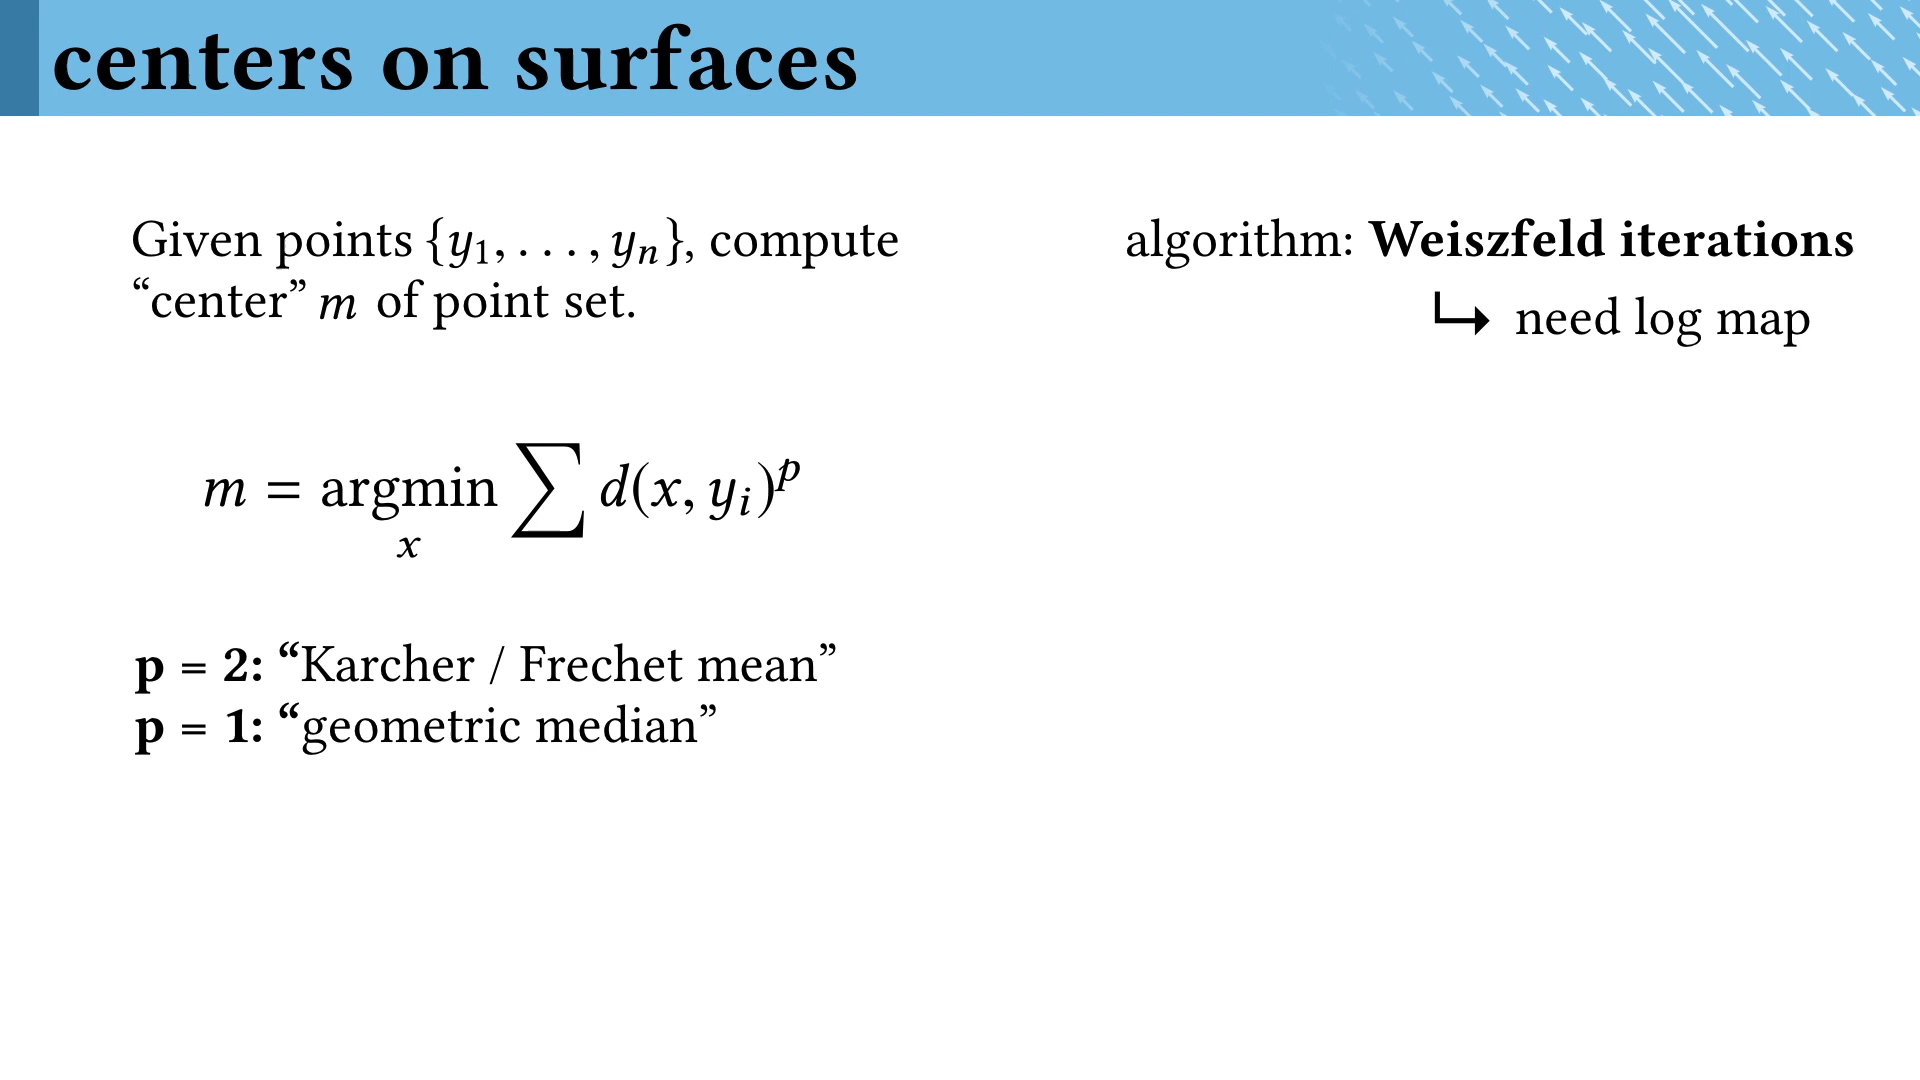 centers on surfaces
Given points {y₁, . . . , yₙ}, compute
“center” m of point set.
m = argmin ∑ d(x, yᵢ)ᵖ
x
p = 2: “Karcher / Frechet mean”
p = 1: “geometric median”
algorithm: Weiszfeld iterations
↳ need log map